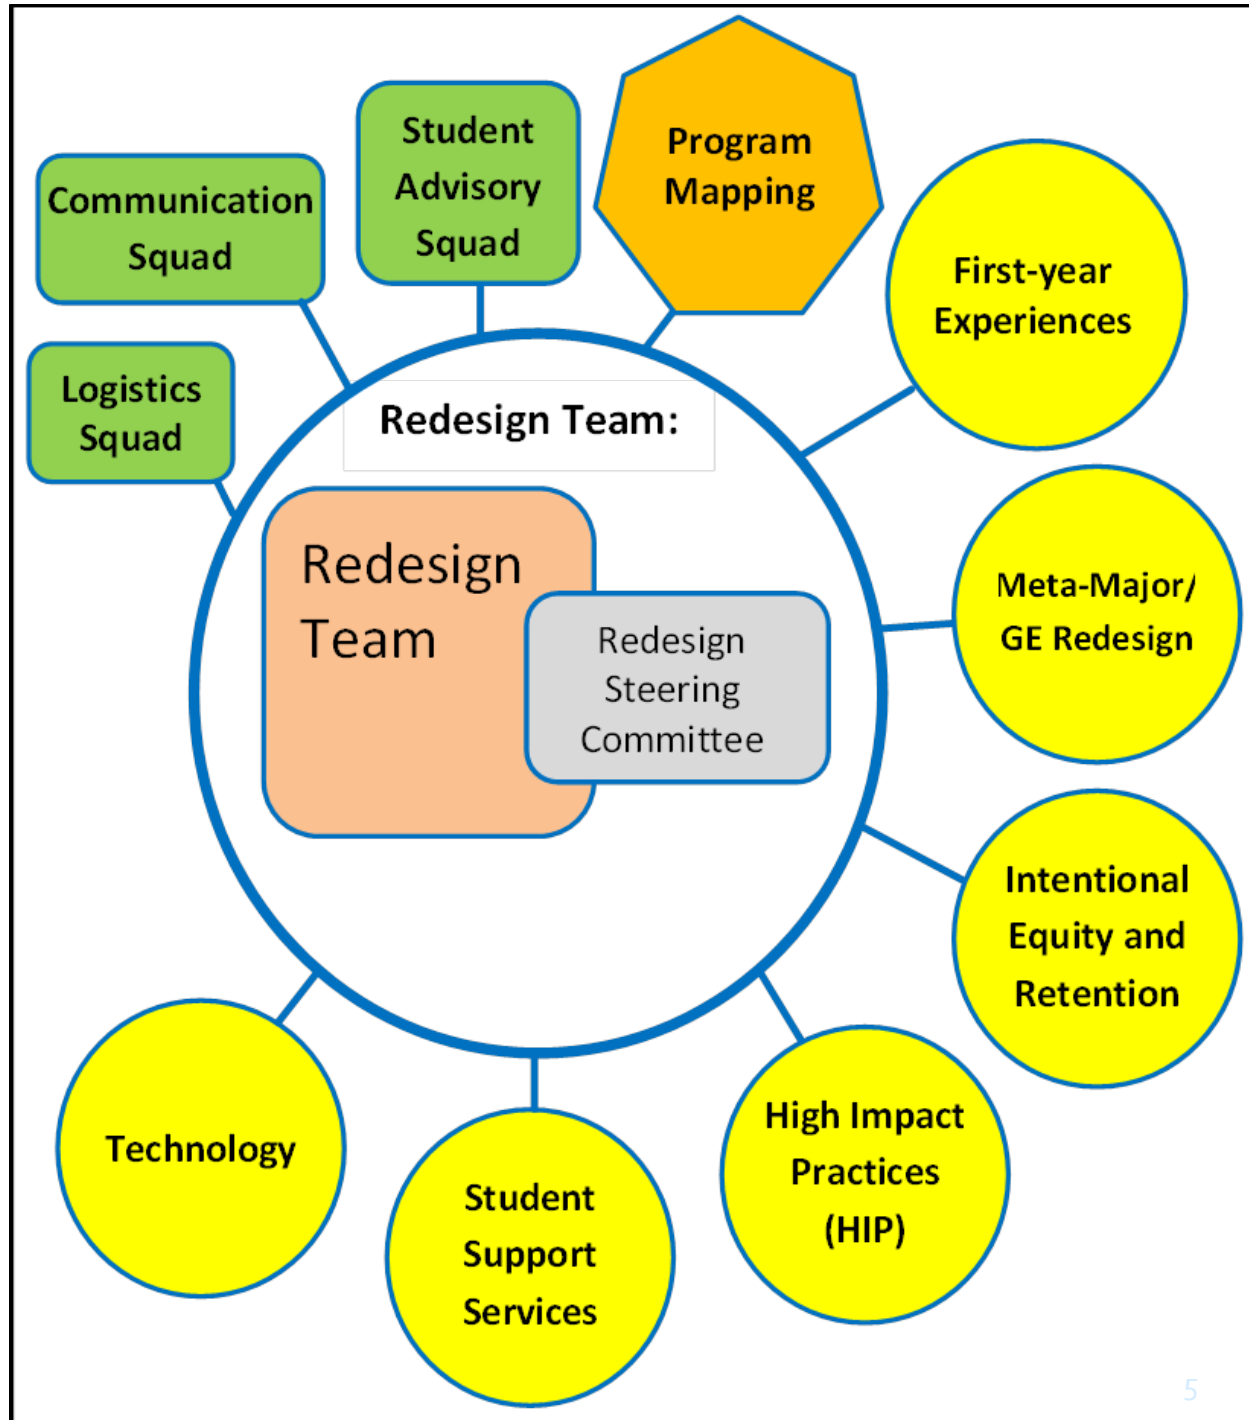 Student
Advisory
Squad
Program
Mapping
Communication
Squad
First-year
Experiences
Logistics
Squad
Redesign Team:
Redesign
Team
Redesign
Steering
Committee
Meta-Major/
GE Redesign
Intentional
Equity and
Retention
High Impact
Practices
(HIP)
Technology
Student
Support
Services
5